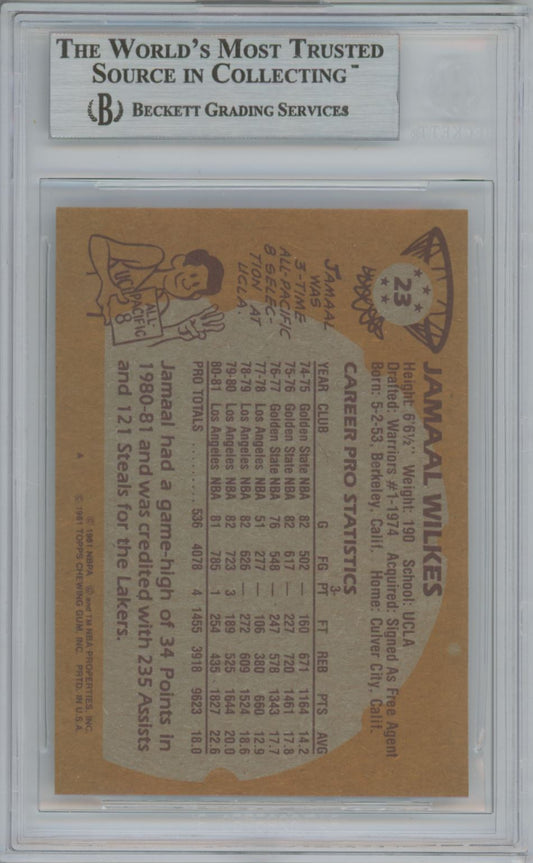 THE WORLD'S MOST TRUSTED
SOURCE IN COLLECTING™
B BECKETT GRADING SERVICES
23
JAMAAL WILKES
Height: 6'6½" Weight: 190 School: UCLA
Drafted: Warriors #1-1974 Acquired: Signed As Free Agent
Born: 5-2-53, Berkeley, Calif. Home: Culver City, Calif.
CAREER PRO STATISTICS
3-
YEAR CLUB G FG PT FT REB PTS AVG
74-75 Golden State NBA 82 502 — 160 671 1164 14.2
75-76 Golden State NBA 82 617 — 227 720 1461 17.8
76-77 Golden State NBA 76 548 — 247 578 1343 17.7
77-78 Los Angeles NBA 51 277 — 106 380 660 12.9
78-79 Los Angeles NBA 82 626 — 272 609 1524 18.6
79-80 Los Angeles NBA 82 723 3 189 525 1644 20.0
80-81 Los Angeles NBA 81 785 1 254 435 1827 22.6
PRO TOTALS . . . . . . . . . . 536 4078 4 1455 3918 9623 18.0
JAMAAL
WAS
3-TIME
ALL-PACIFIC
8 SELEC-
TION AT
UCLA.
UCLA
ALL-
PACIFIC
8
Jamaal had a game-high of 34 Points in
1980-81 and was credited with 235 Assists
and 121 Steals for the Lakers.
A
© 1981 NBPA © and TM NBA PROPERTIES, INC.
© 1981 TOPPS CHEWING GUM, INC. PRTD. IN U.S.A.